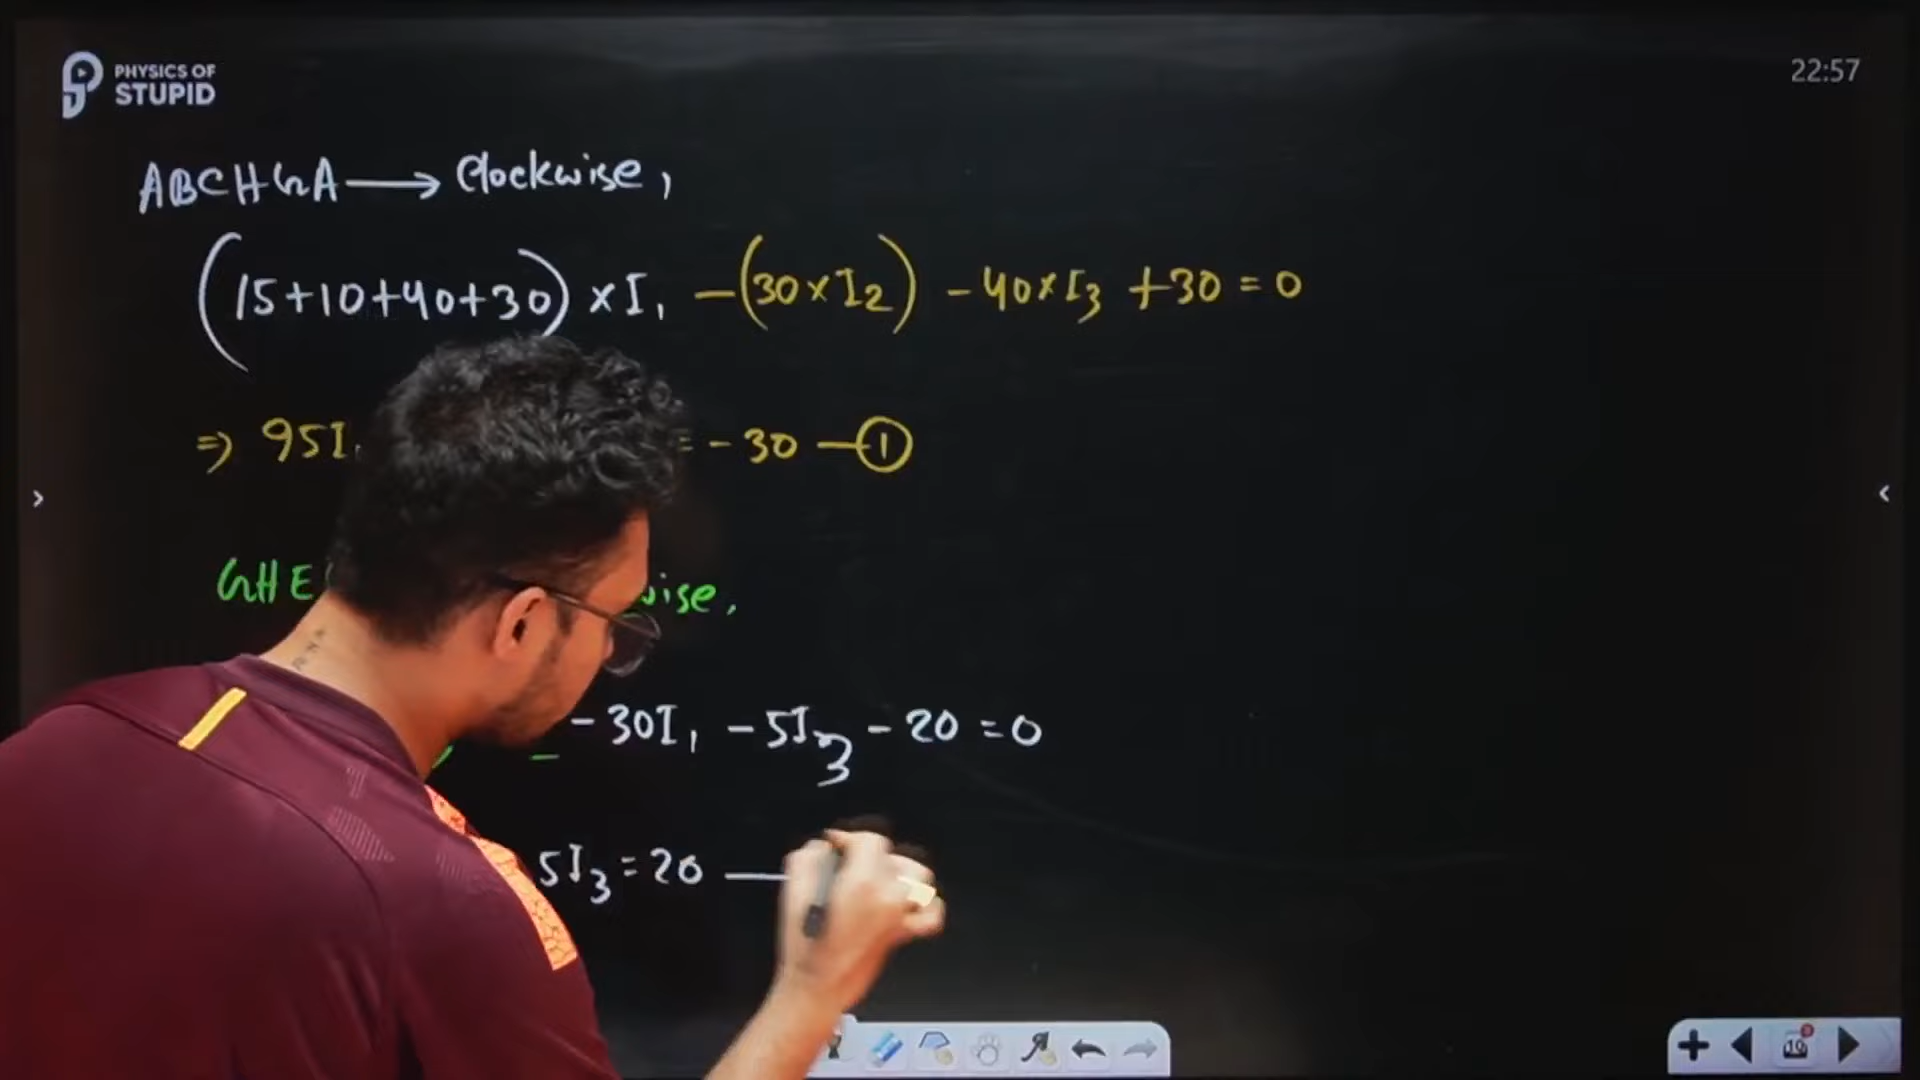 PHYSICS OF
STUPID
22:57
ABCHGA → Clockwise,
(15+10+40+30) × I₁ -(30×I₂) - 40×I₃ +30 = 0
⇒ 95I₁ = -30 — ①
GHE wise,
- 30I₁ - 5I₃ - 20 = 0
5I₃ = 20 —